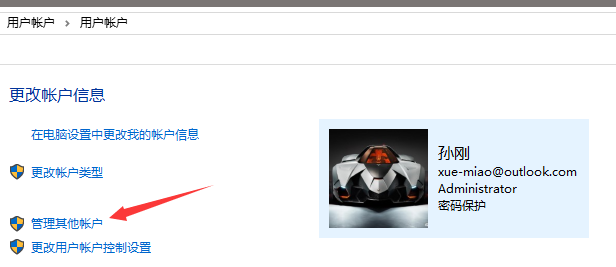 用户帐户 › 用户帐户
更改帐户信息
在电脑设置中更改我的帐户信息
更改帐户类型
管理其他帐户
更改用户帐户控制设置
孙刚
xue-miao@outlook.com
Administrator
密码保护